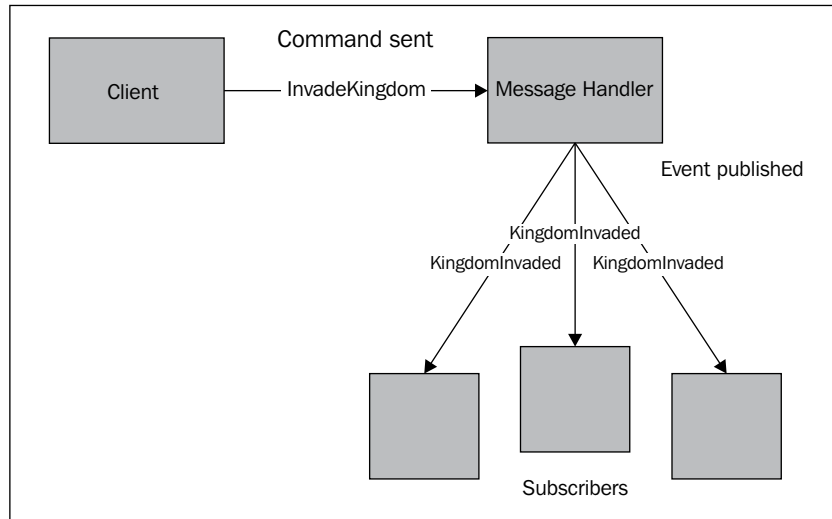 Command sent
Client
InvadeKingdom
Message Handler
Event published
KingdomInvaded
KingdomInvaded
KingdomInvaded
Subscribers